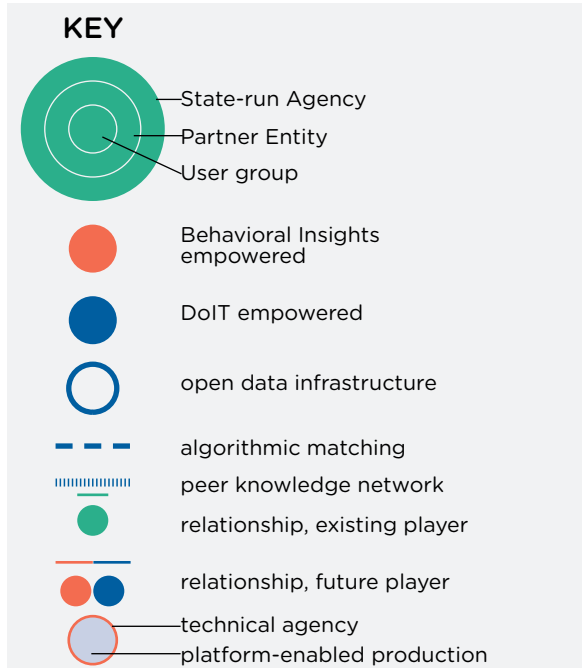 KEY
State-run Agency
Partner Entity
User group
Behavioral Insights
empowered
DoIT empowered
open data infrastructure
algorithmic matching
peer knowledge network
relationship, existing player
relationship, future player
technical agency
platform-enabled production